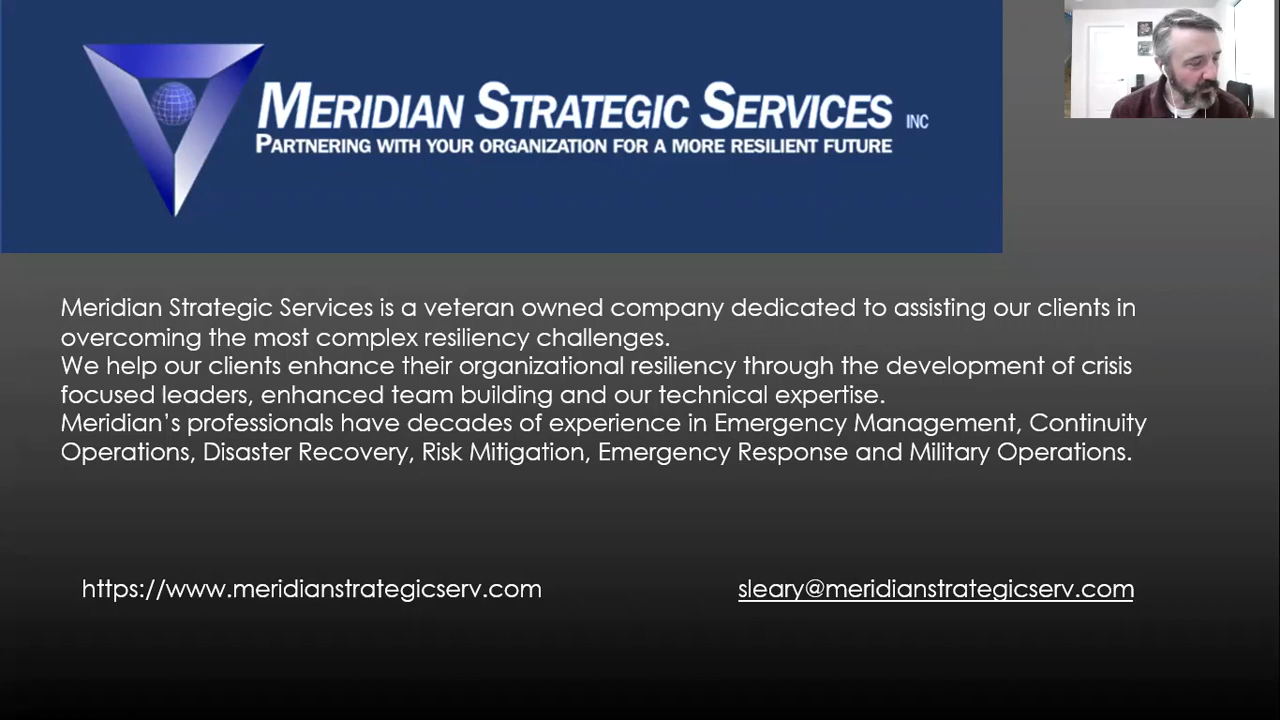 MERIDIAN STRATEGIC SERVICES INC
PARTNERING WITH YOUR ORGANIZATION FOR A MORE RESILIENT FUTURE
Meridian Strategic Services is a veteran owned company dedicated to assisting our clients in
overcoming the most complex resiliency challenges.
We help our clients enhance their organizational resiliency through the development of crisis
focused leaders, enhanced team building and our technical expertise.
Meridian’s professionals have decades of experience in Emergency Management, Continuity
Operations, Disaster Recovery, Risk Mitigation, Emergency Response and Military Operations.
https://www.meridianstrategicserv.com
sleary@meridianstrategicserv.com